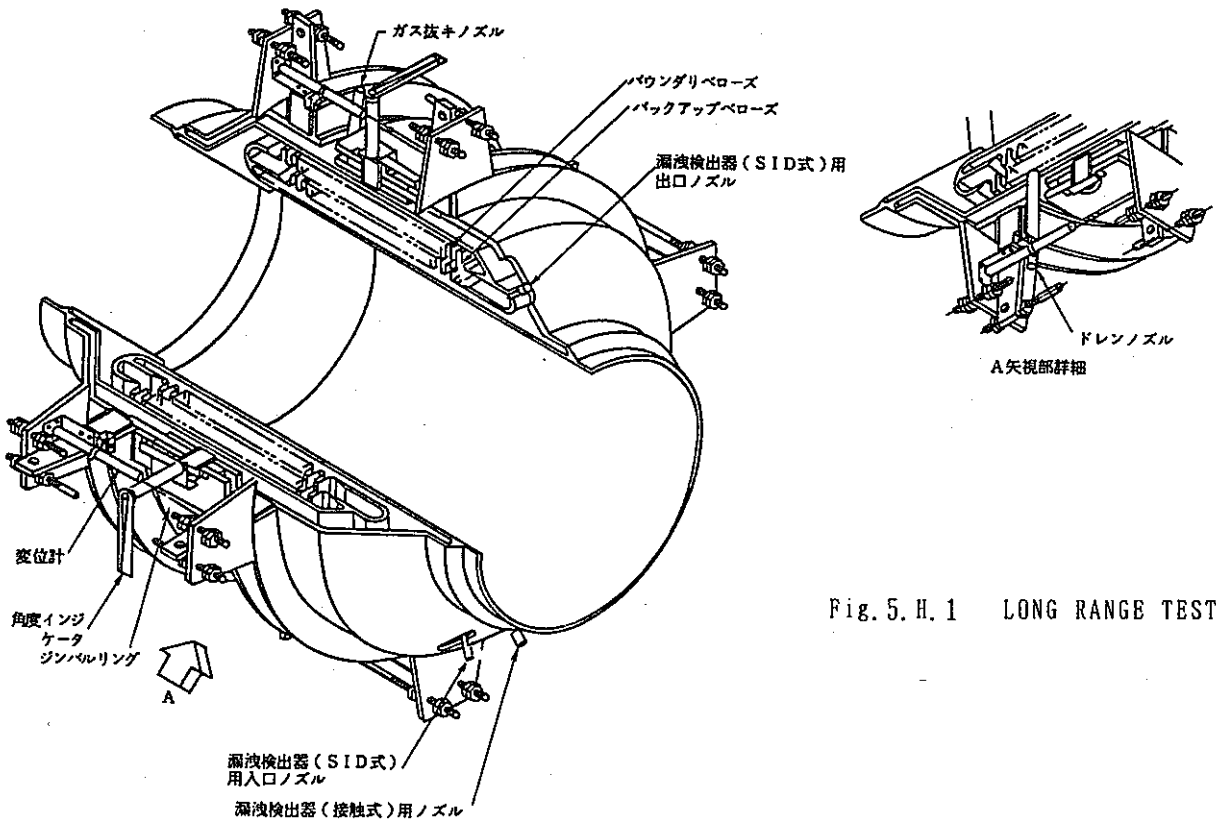 ガス抜キノズル
バウンダリベローズ
バックアップベローズ
漏洩検出器(SID式)用
出口ノズル
ドレンノズル
A矢視部詳細
変位計
角度インジ
ケータ
ジンバルリング
A
漏洩検出器(SID式)
用入口ノズル
漏洩検出器(接触式)用ノズル
Fig. 5. H. 1 LONG RANGE TEST